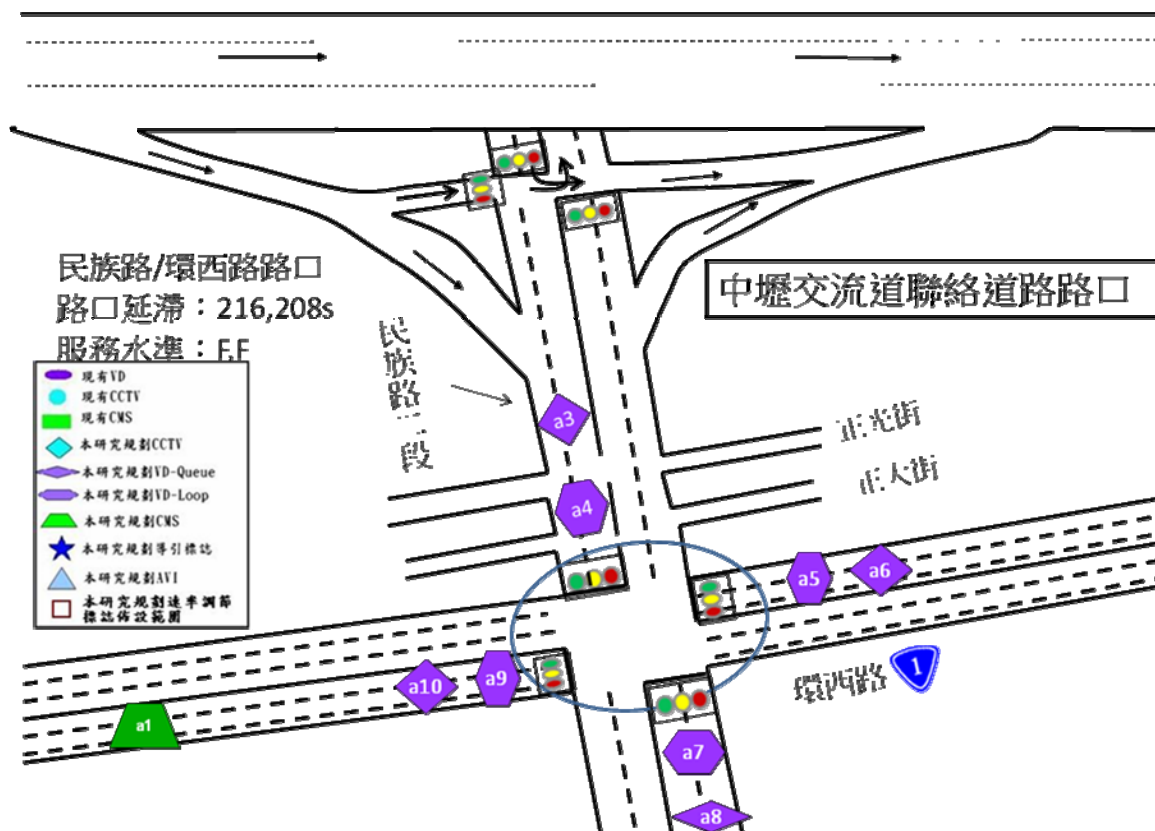 民族路/環西路路口
路口延滯：216,208s
服務水準：F,F
中壢交流道聯絡道路路口
民族路二段
現有VD
現有CCTV
現有CMS
本研究規劃CCTV
本研究規劃VD-Queue
本研究規劃VD-Loop
本研究規劃CMS
本研究規劃導引標誌
本研究規劃AVI
本研究規劃速率調節
標誌佈設範圍
a3
正光街
正大街
a4
a5
a6
a10
a9
環西路
1
a1
a7
a8